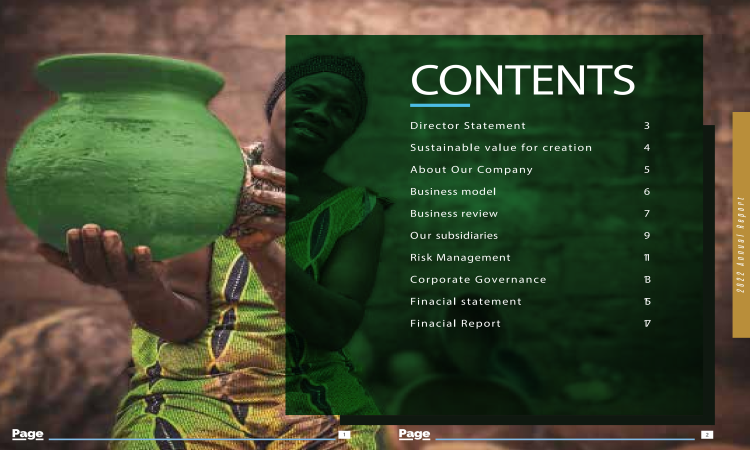 CONTENTS
Director Statement 3
Sustainable value for creation 4
About Our Company 5
Business model 6
Business review 7
Our subsidiaries 9
Risk Management 11
Corporate Governance 13
Finacial statement 15
Finacial Report 17
2022 Annual Report
Page 1
Page 2